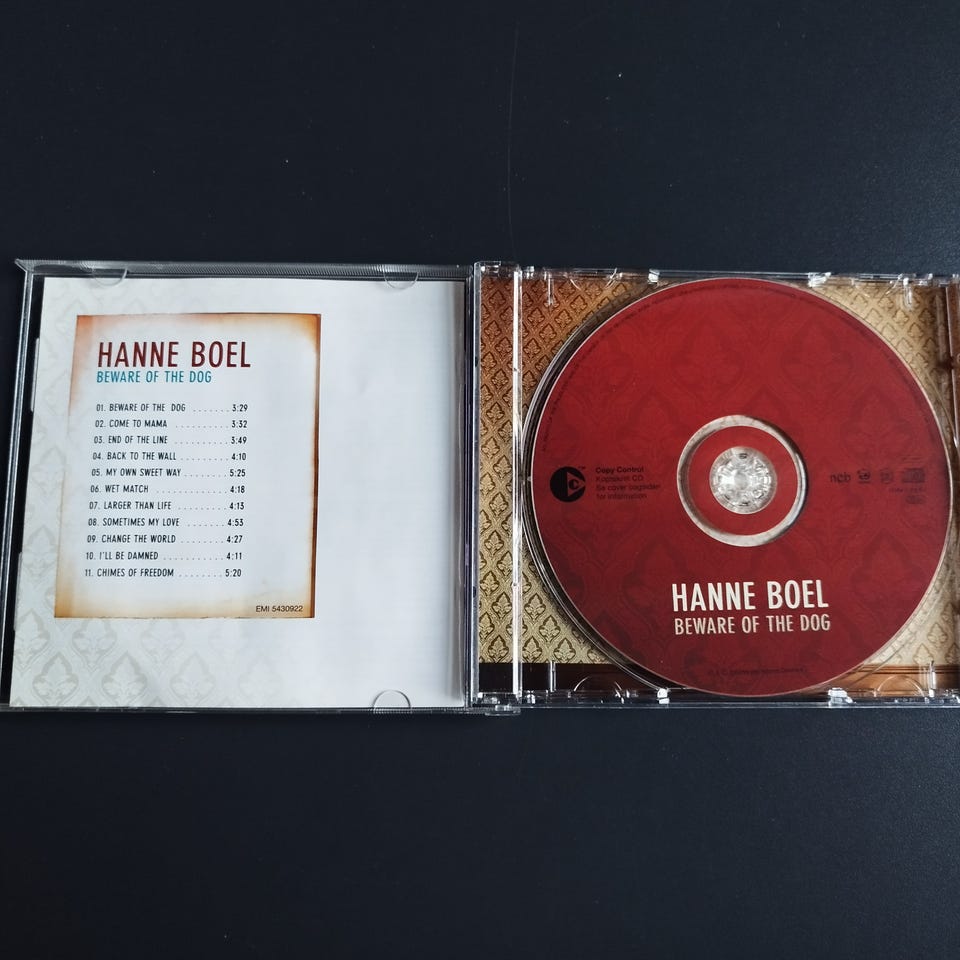 HANNE BOEL
BEWARE OF THE DOG
01. BEWARE OF THE DOG ....... 3:29
02. COME TO MAMA .......... 3:32
03. END OF THE LINE .......... 3:49
04. BACK TO THE WALL ........ 4:10
05. MY OWN SWEET WAY ........ 5:25
06. WET MATCH ............. 4:18
07. LARGER THAN LIFE ......... 4:13
08. SOMETIMES MY LOVE ........ 4:53
09. CHANGE THE WORLD ........ 4:27
10. I'LL BE DAMNED ........... 4:11
11. CHIMES OF FREEDOM ........ 5:20
EMI 5430922
Copy Control
Kopisikret CD
Se cover bagsiden
for information
ncb
HANNE BOEL
BEWARE OF THE DOG